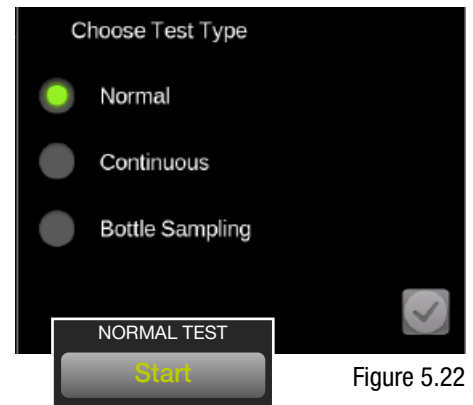 Choose Test Type
Normal
Continuous
Bottle Sampling
NORMAL TEST
Start
Figure 5.22